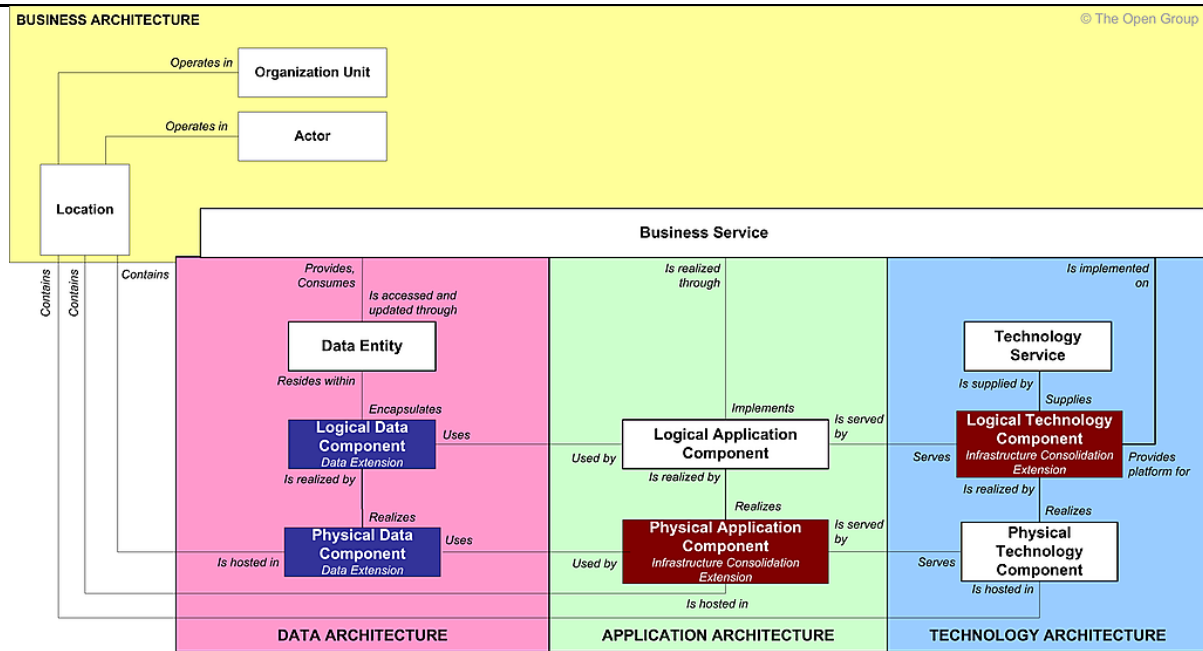 BUSINESS ARCHITECTURE
© The Open Group
Operates in
Organization Unit
Operates in
Actor
Location
Business Service
Contains
Contains
Contains
Provides,
Consumes
Is accessed and
updated through
Data Entity
Resides within
Encapsulates
Logical Data
Component
Data Extension
Uses
Is realized by
Realizes
Physical Data
Component
Data Extension
Uses
Is hosted in
DATA ARCHITECTURE
Is realized
through
Implements
Logical Application
Component
Used by
Is served
by
Is realized by
Realizes
Physical Application
Component
Infrastructure Consolidation
Extension
Used by
Is served
by
Is hosted in
APPLICATION ARCHITECTURE
Is implemented
on
Technology
Service
Is supplied by
Supplies
Logical Technology
Component
Infrastructure Consolidation
Extension
Serves
Provides
platform for
Is realized by
Realizes
Physical
Technology
Component
Serves
Is hosted in
TECHNOLOGY ARCHITECTURE